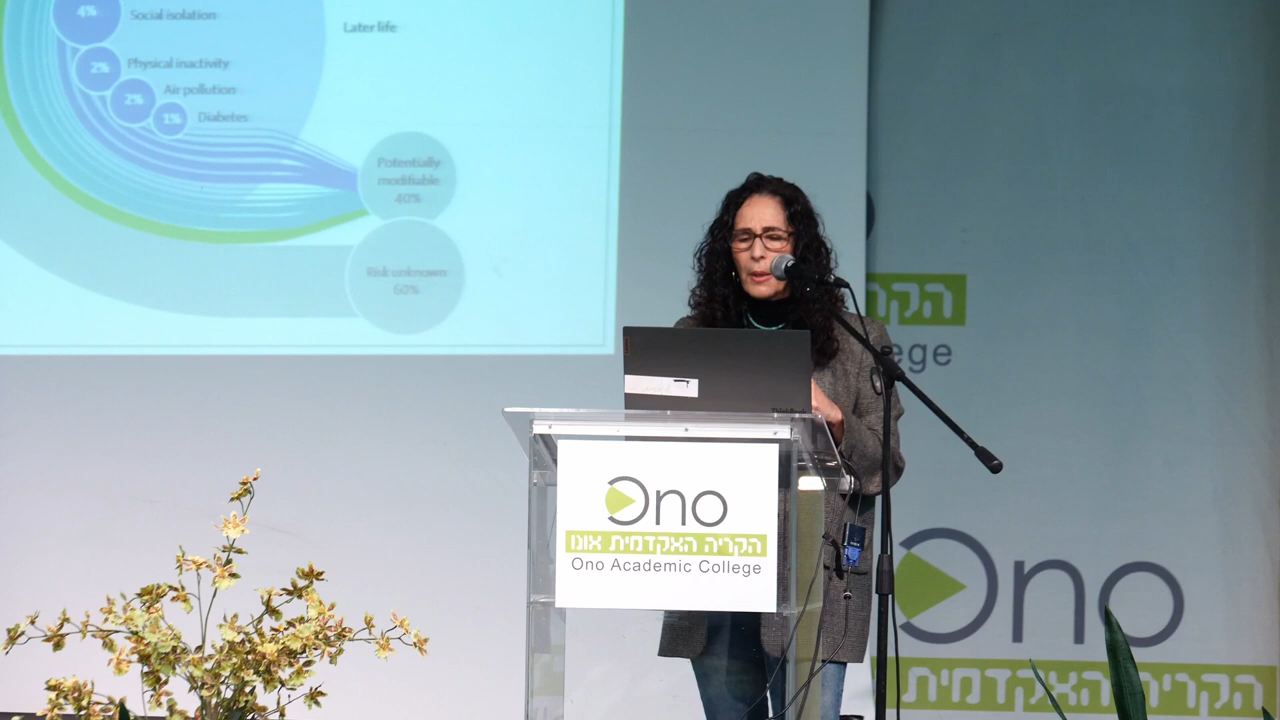 4%
Social isolation
Later life
2%
Physical inactivity
2%
Air pollution
1%
Diabetes
Potentially
modifiable
40%
Risk unknown
60%
הקר
ege
Ono
הקריה האקדמית אונו
Ono Academic College
Ono
הקריה האקדמית